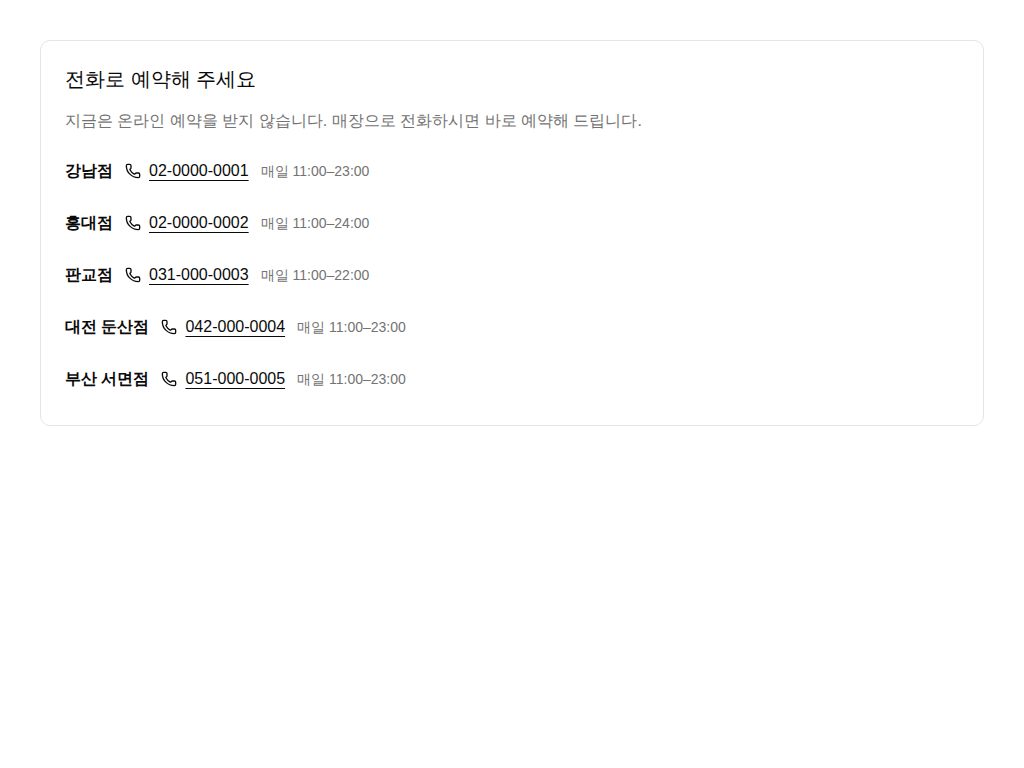 전화로 예약해 주세요
지금은 온라인 예약을 받지 않습니다. 매장으로 전화하시면 바로 예약해 드립니다.
강남점 02-0000-0001 매일 11:00–23:00
홍대점 02-0000-0002 매일 11:00–24:00
판교점 031-000-0003 매일 11:00–22:00
대전 둔산점 042-000-0004 매일 11:00–23:00
부산 서면점 051-000-0005 매일 11:00–23:00